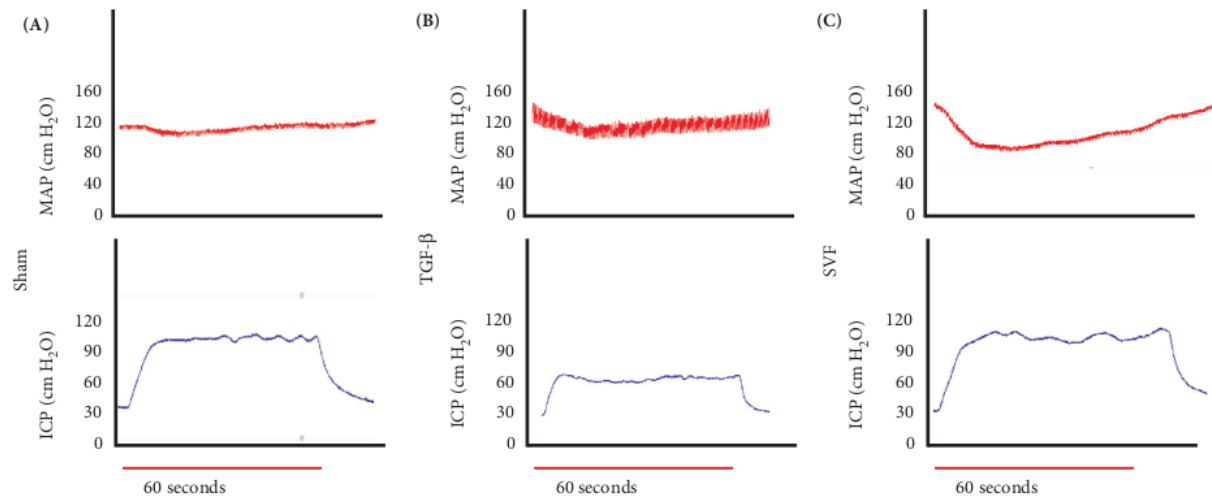 (A)
MAP (cm H₂O)
160
120
80
40
0
Sham
ICP (cm H₂O)
120
90
60
30
0
60 seconds
(B)
MAP (cm H₂O)
160
120
80
40
0
TGF-β
ICP (cm H₂O)
120
90
60
30
0
60 seconds
(C)
MAP (cm H₂O)
160
120
80
40
0
SVF
ICP (cm H₂O)
120
90
60
30
0
60 seconds